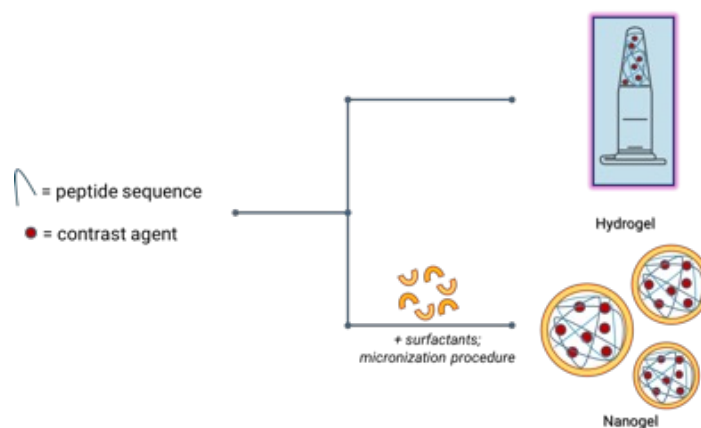 = peptide sequence
= contrast agent
Hydrogel
+ surfactants;
micronization procedure
Nanogel